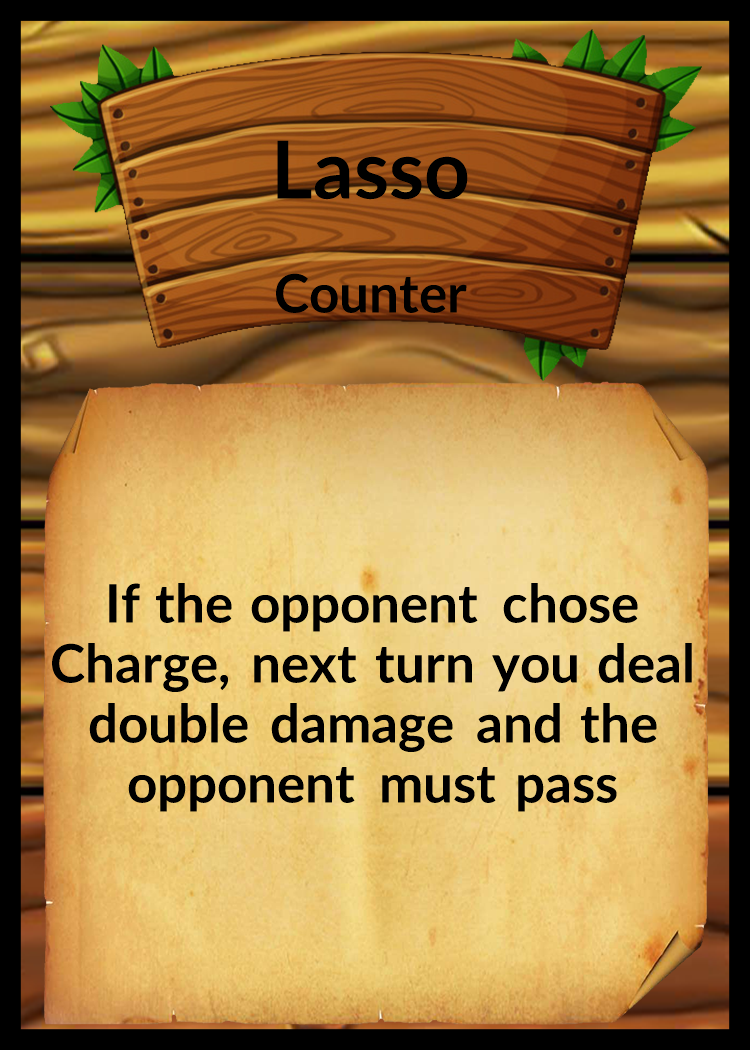 Lasso
Counter
If the opponent chose
Charge, next turn you deal
double damage and the
opponent must pass